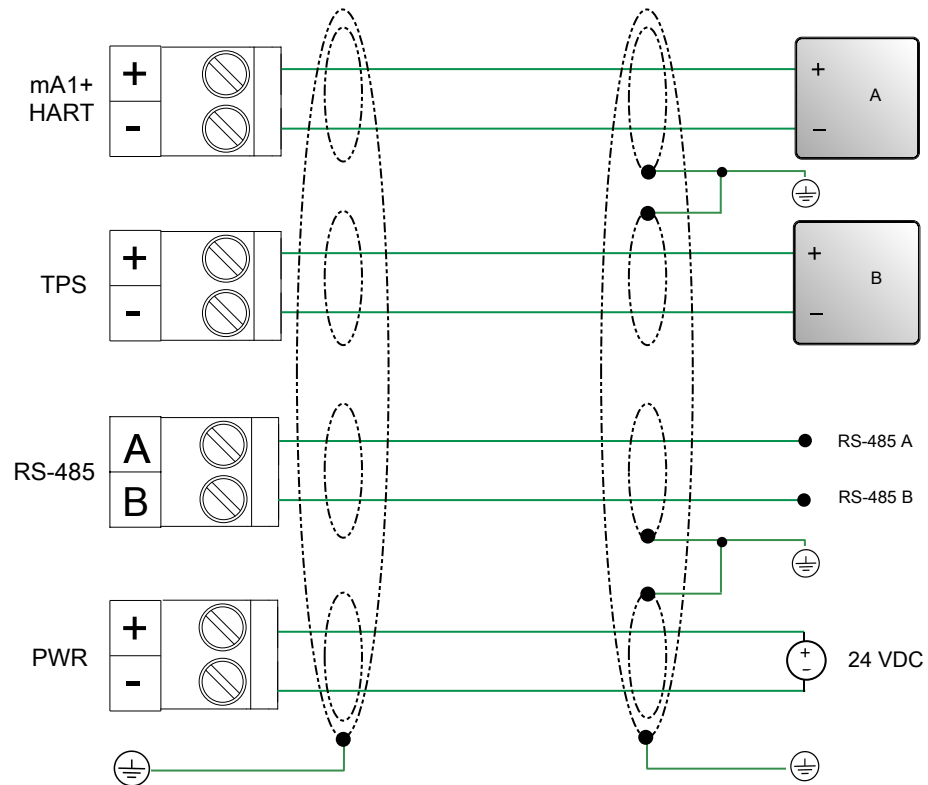 mA1+
HART
+
-
+
–
A
TPS
+
-
+
–
B
RS-485
A
B
RS-485 A
RS-485 B
PWR
+
-
+
–
24 VDC